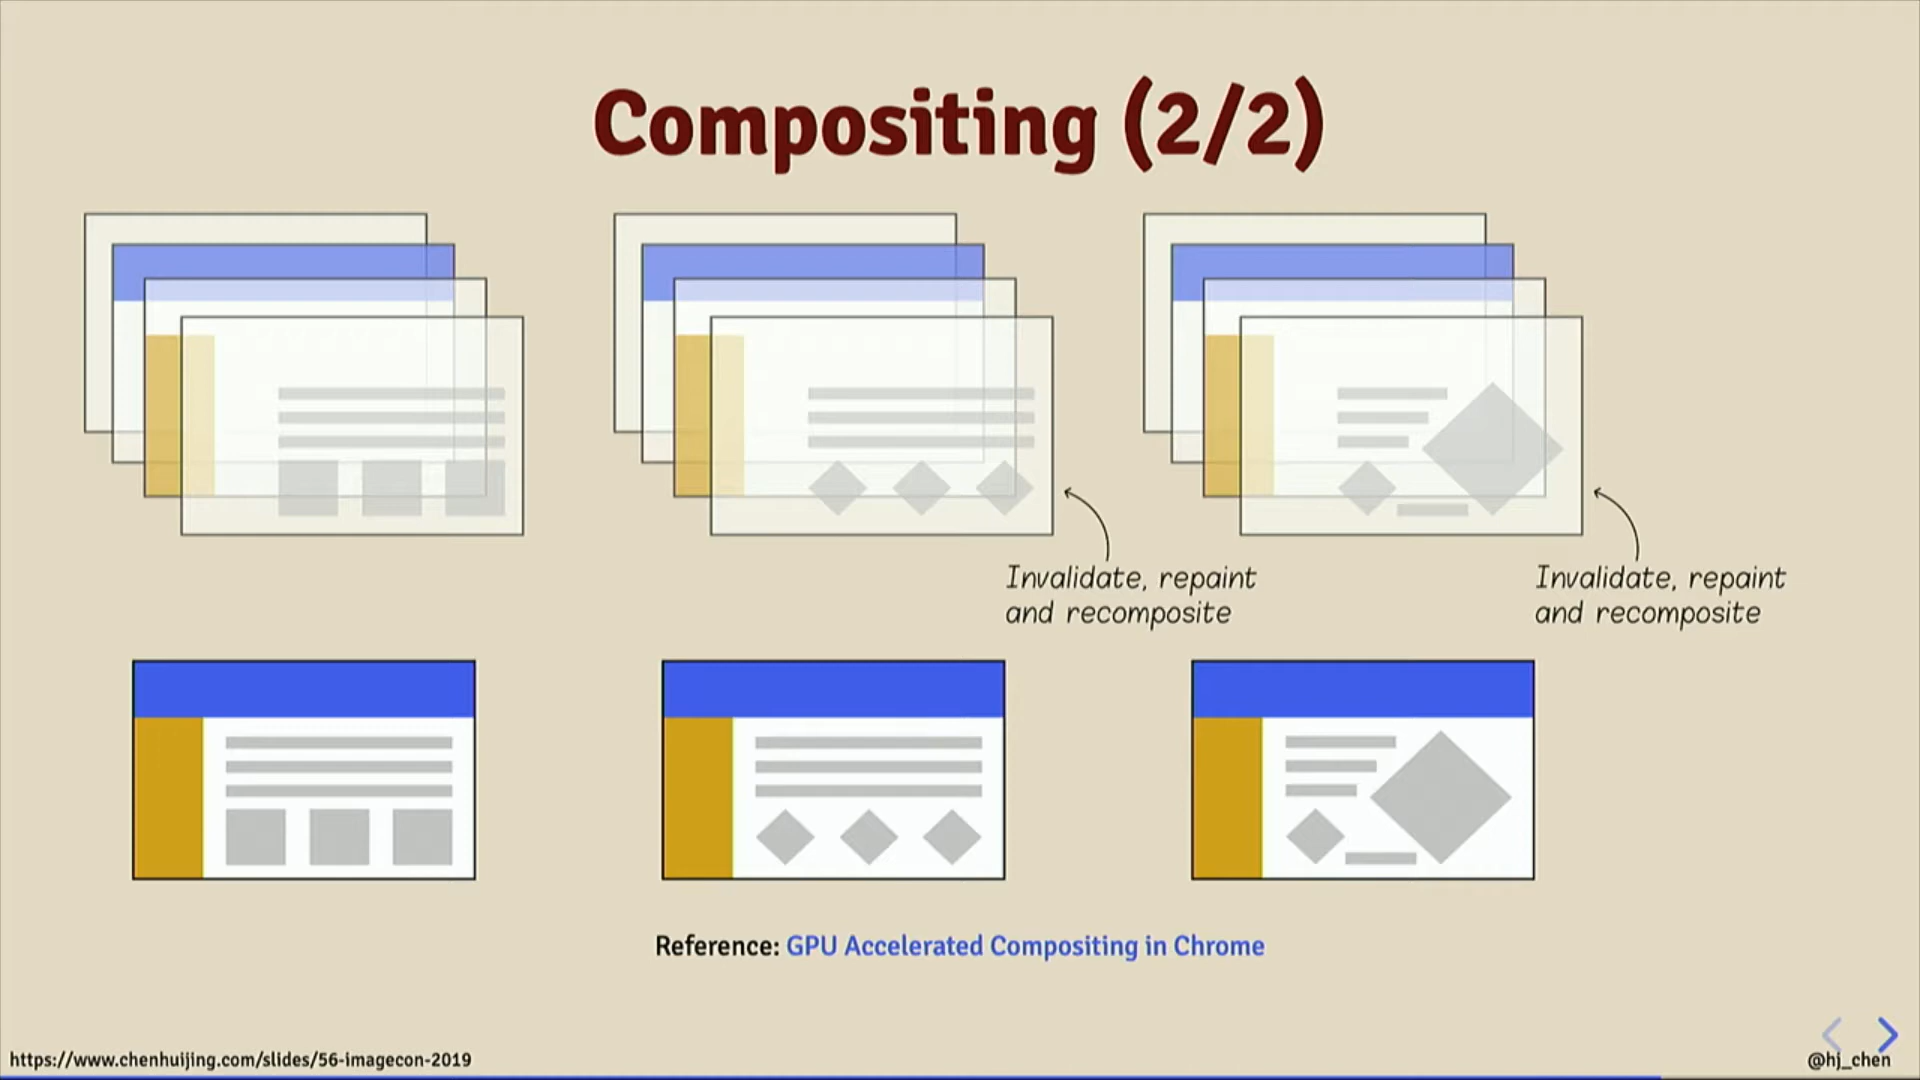 Compositing (2/2)
Invalidate, repaint
and recomposite
Invalidate, repaint
and recomposite
Reference: GPU Accelerated Compositing in Chrome
https://www.chenhuijing.com/slides/56-imagecon-2019
@hj_chen